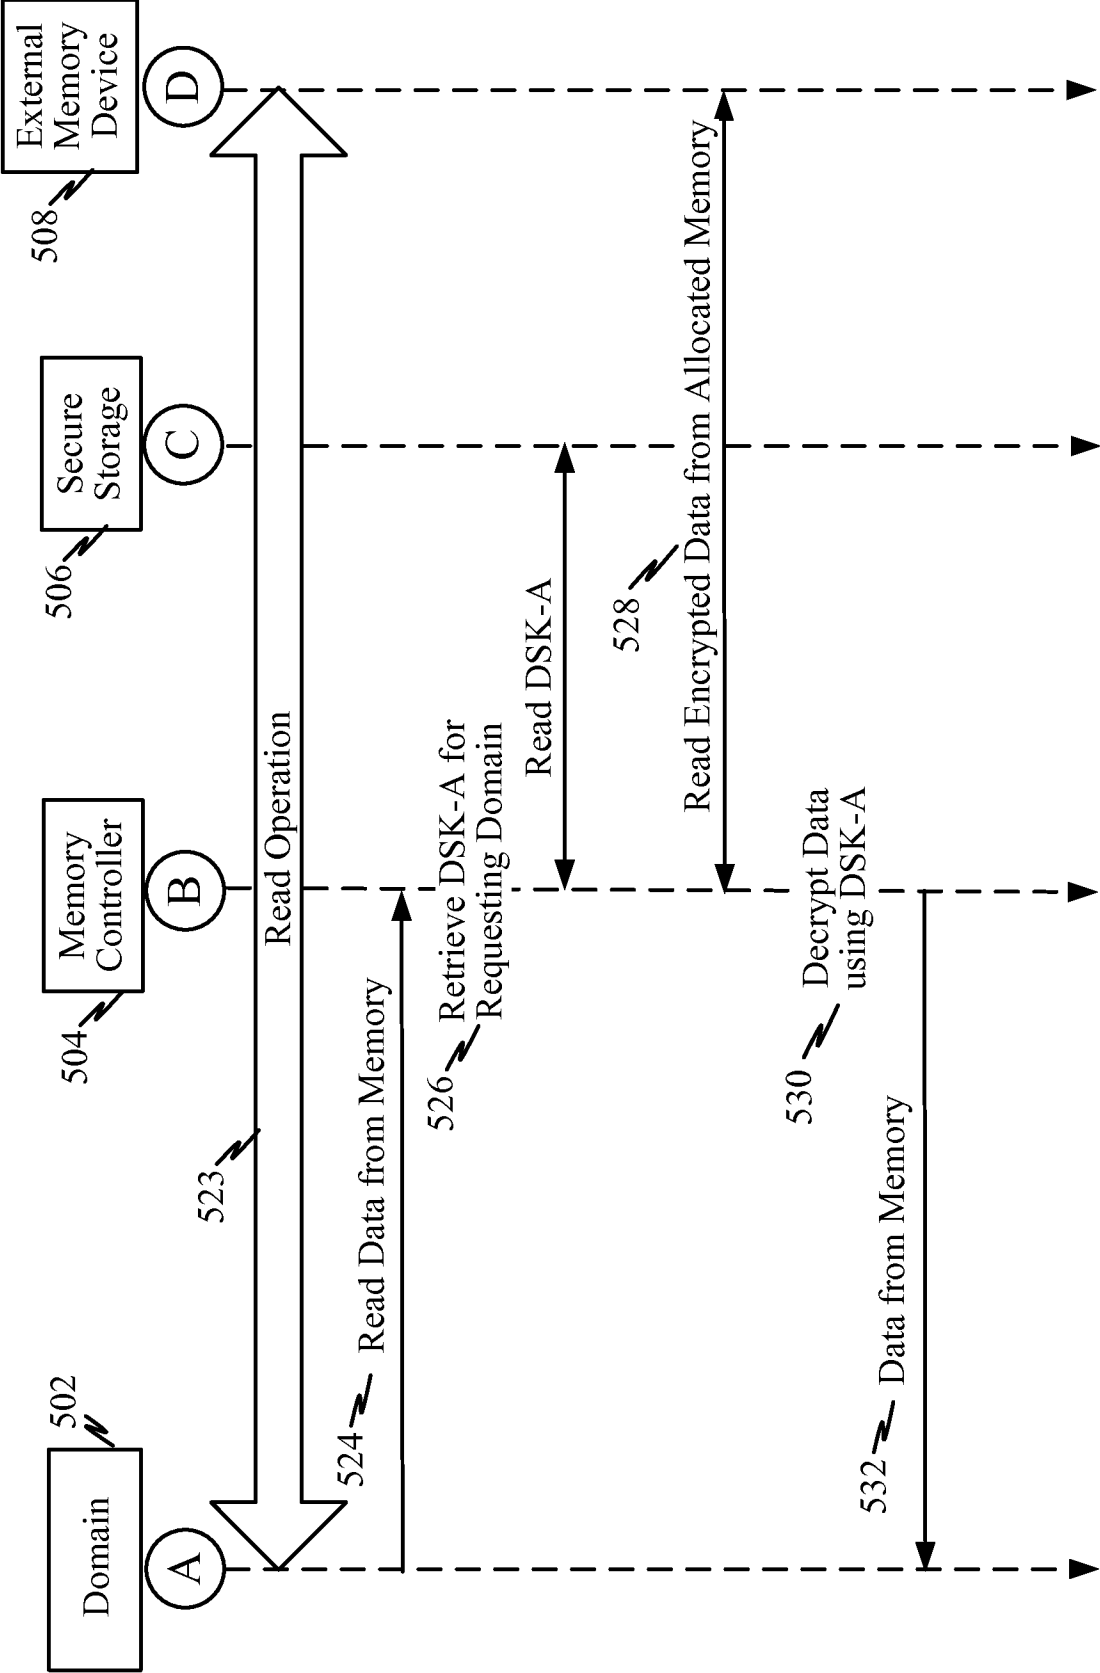 Domain
502
A
Memory
Controller
504
B
Secure
Storage
506
C
External
Memory
Device
508
D
523
Read Operation
524
Read Data from Memory
526
Retrieve DSK-A for
Requesting Domain
Read DSK-A
528
Read Encrypted Data from Allocated Memory
530
Decrypt Data
using DSK-A
532
Data from Memory